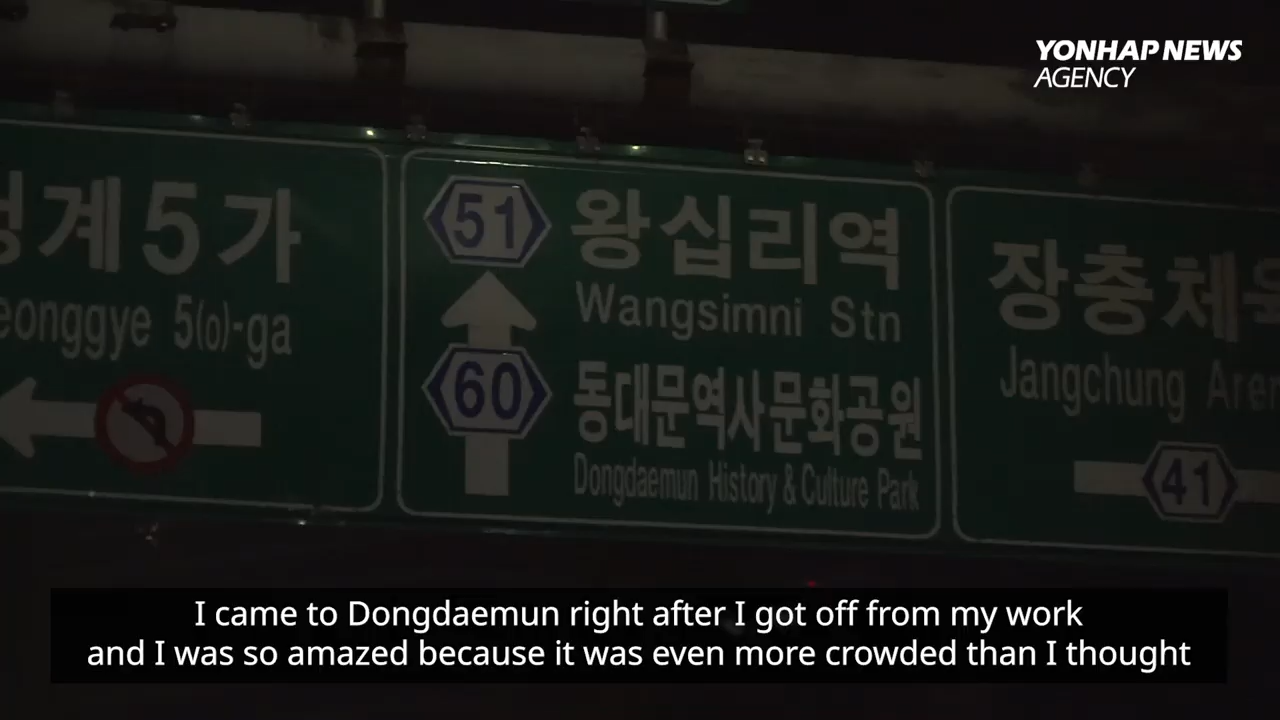 YONHAP NEWS
AGENCY
계5가
5(o)-ga
51
왕십리역
Wangsimni Stn
60
동대문역사문화공원
Dongdaemun History & Culture Park
장충체
Jangchung
41
I came to Dongdaemun right after I got off from my work
and I was so amazed because it was even more crowded than I thought